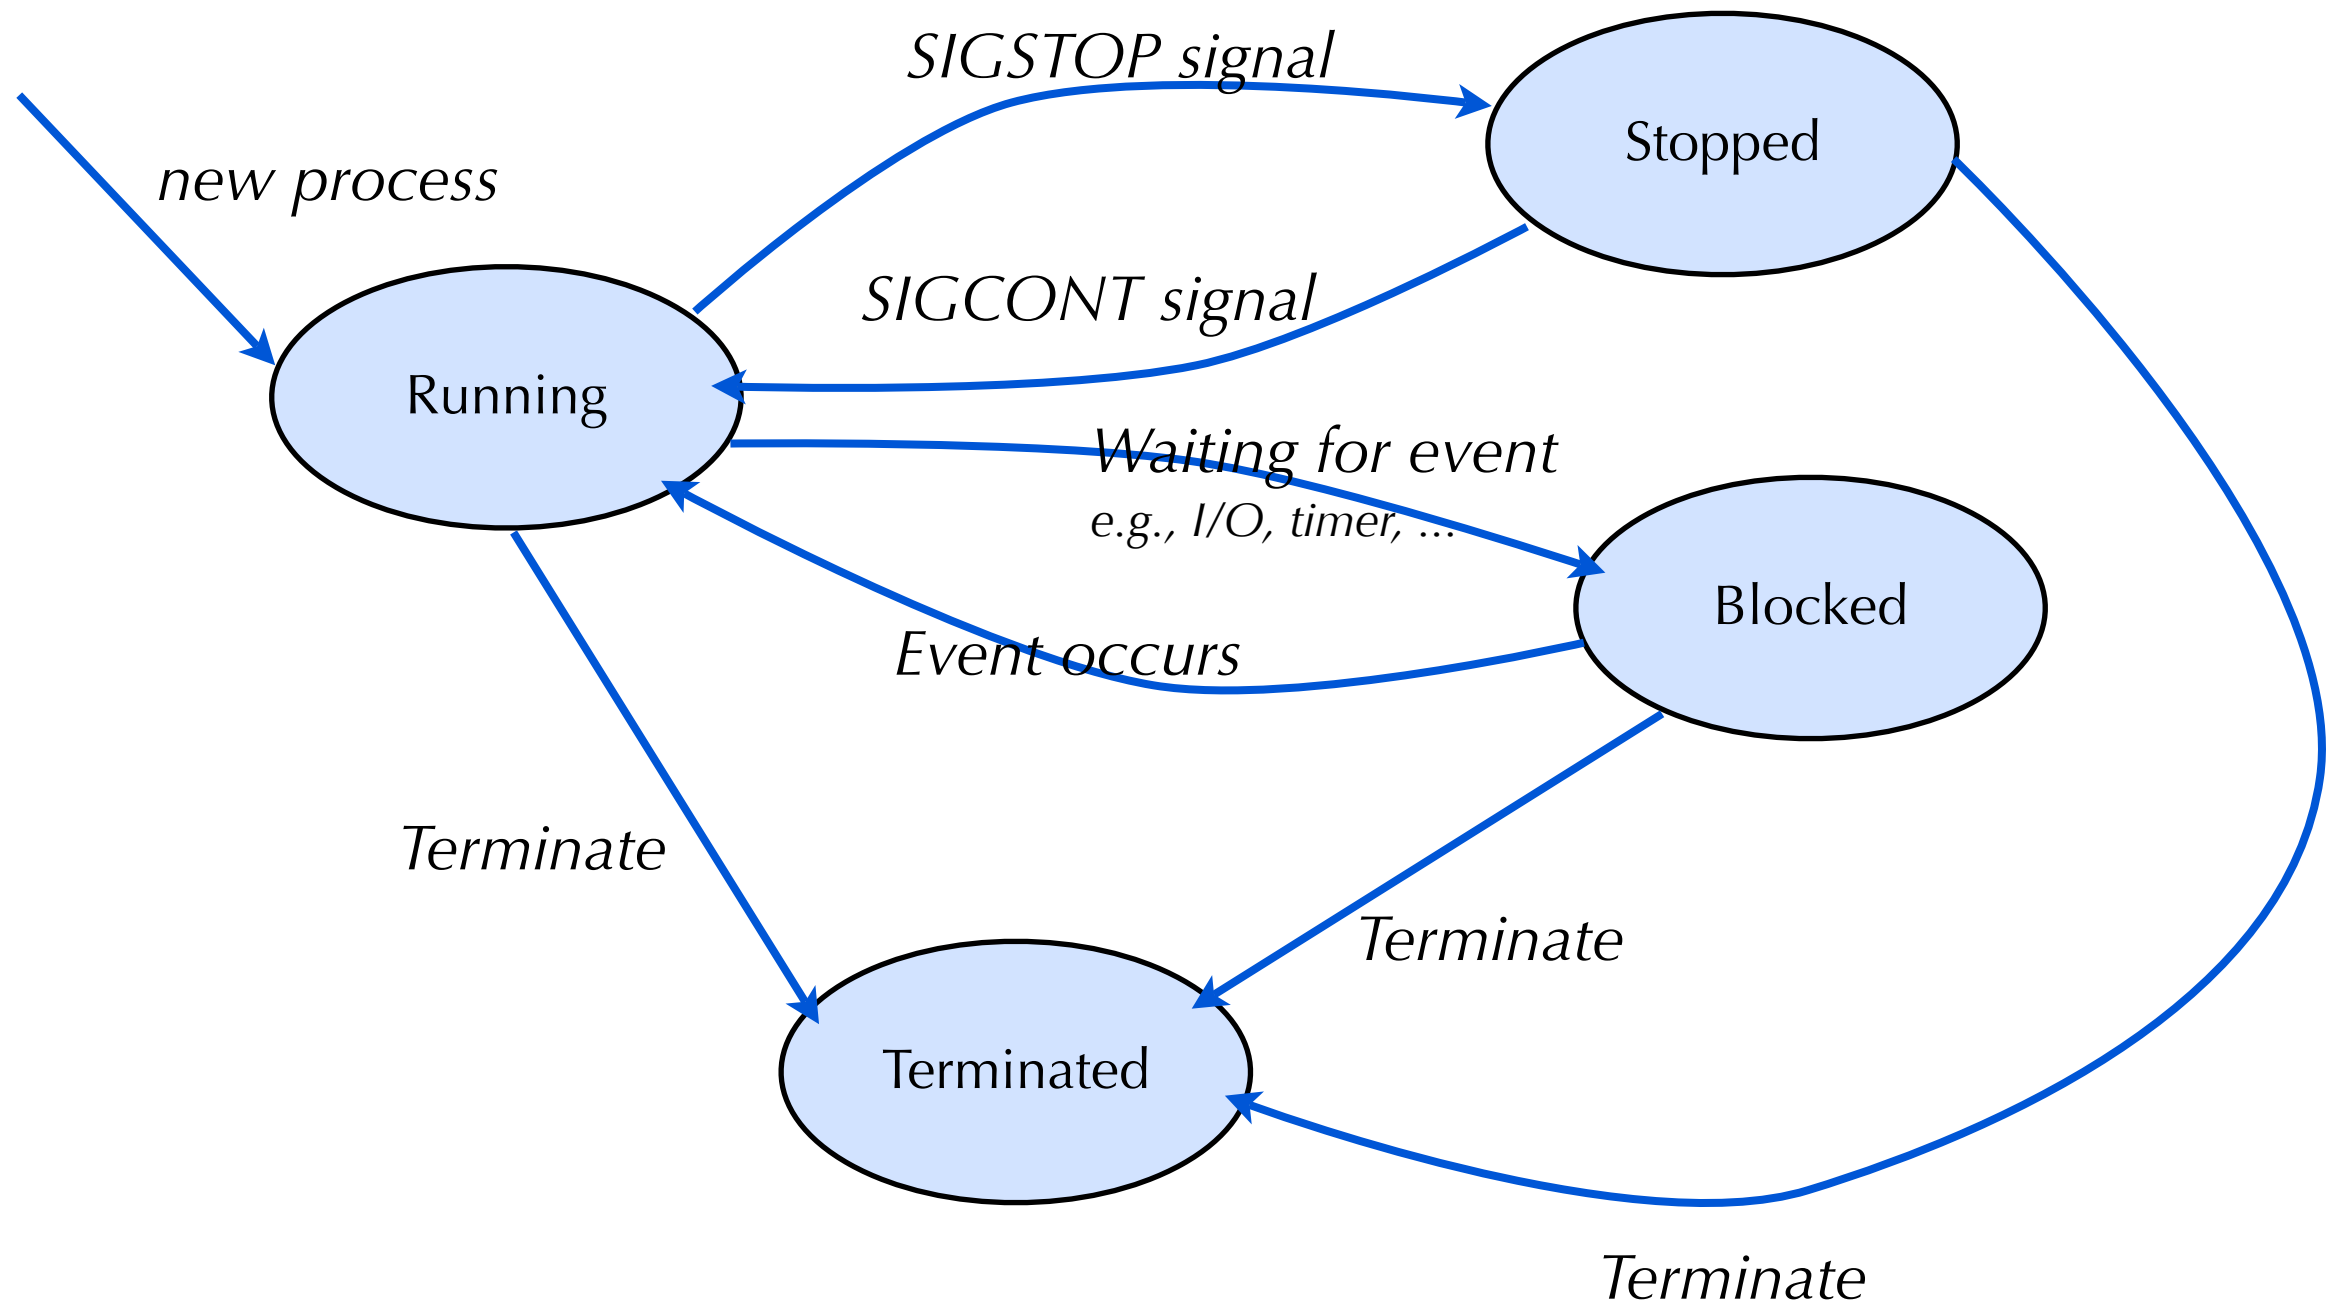 SIGSTOP signal
Stopped
new process
SIGCONT signal
Running
Waiting for event
e.g., I/O, timer, ...
Blocked
Event occurs
Terminate
Terminate
Terminated
Terminate